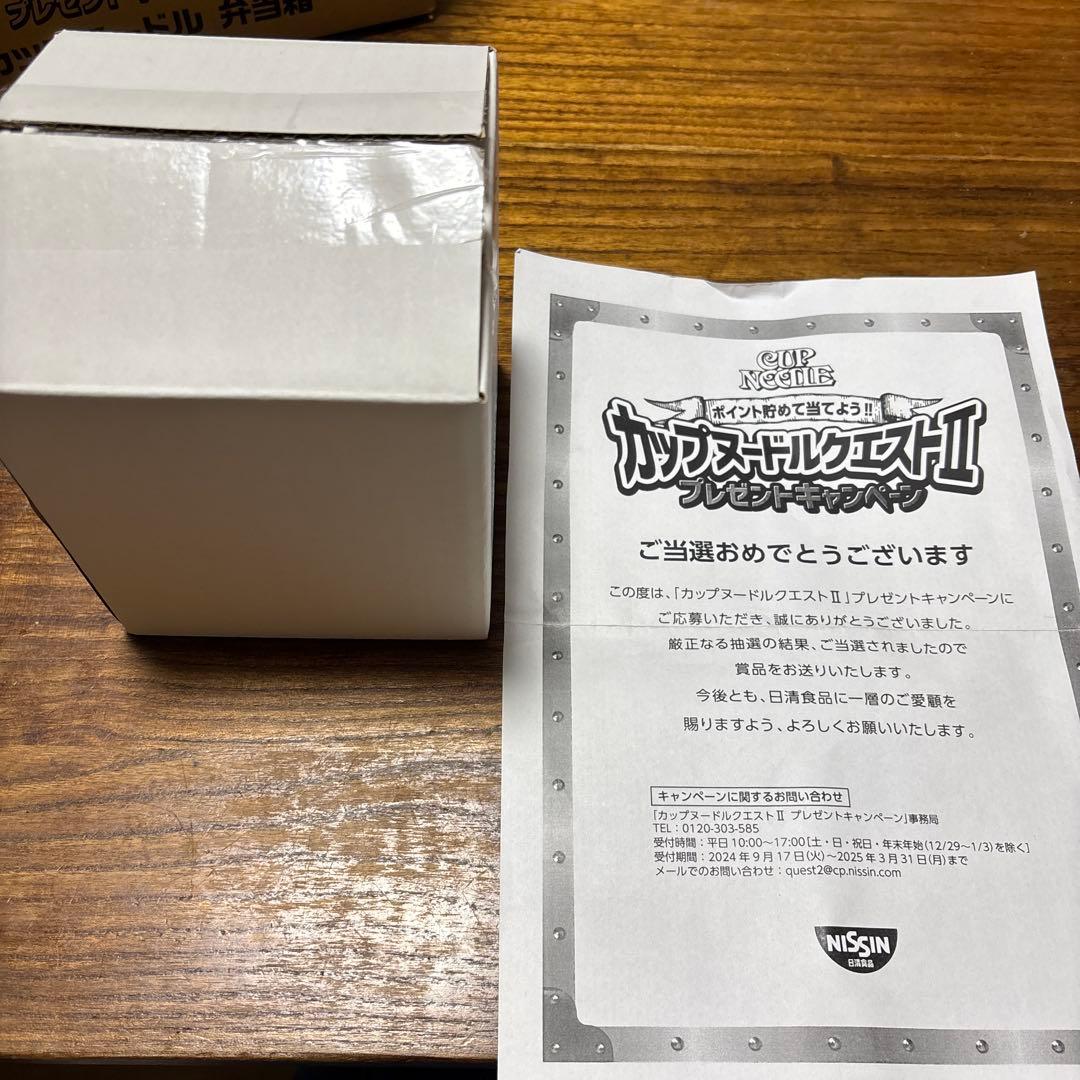 プレゼント
カップヌードル 弁当箱
CUP
NOODLE
ポイント貯めて当てよう!!
カップヌードルクエストⅡ
プレゼントキャンペーン
ご当選おめでとうございます
この度は、「カップヌードルクエストⅡ」プレゼントキャンペーンに
ご応募いただき、誠にありがとうございました。
厳正なる抽選の結果、ご当選されましたので
賞品をお送りいたします。
今後とも、日清食品に一層のご愛顧を
賜りますよう、よろしくお願いいたします。
キャンペーンに関するお問い合わせ
「カップヌードルクエストⅡ プレゼントキャンペーン」事務局
TEL:0120-303-585
受付時間:平日10:00~17:00[土・日・祝日・年末年始(12/29~1/3)を除く]
受付期間:2024年9月17日(火)~2025年3月31日(月)まで
メールでのお問い合わせ:quest2@cp.nissin.com
NISSIN
日清食品